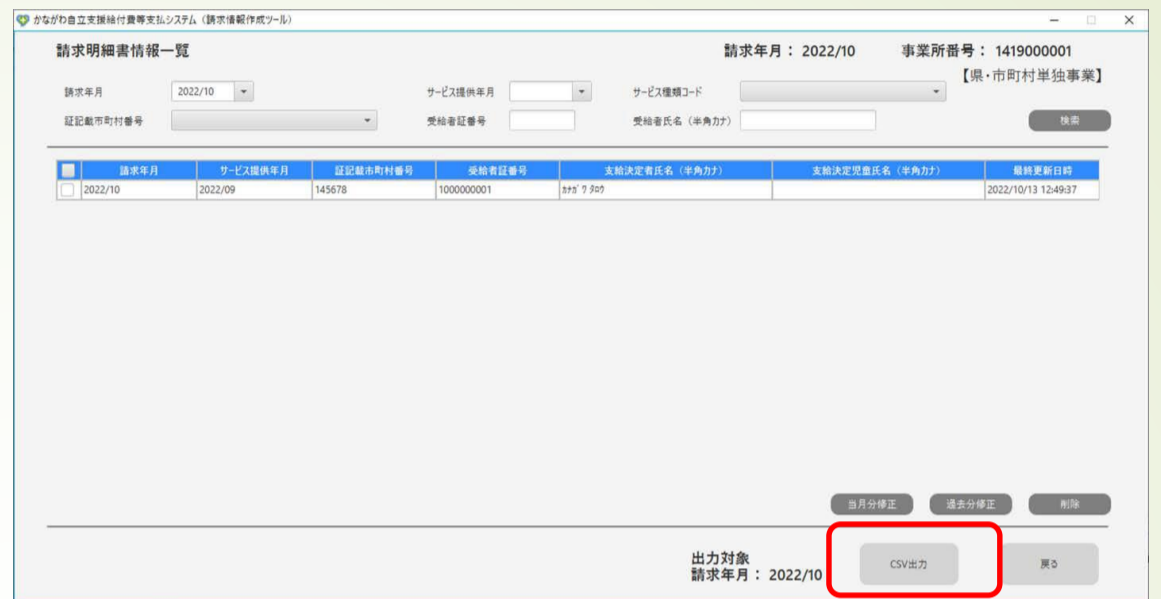 かながわ自立支援給付費等支払システム（請求情報作成ツール）
請求明細書情報一覧 請求年月： 2022/10 事業所番号： 1419000001
【県・市町村単独事業】
請求年月 2022/10 サービス提供年月 サービス種類コード
証記載市町村番号 受給者証番号 受給者氏名（半角カナ） 検索
請求年月 サービス提供年月 証記載市町村番号 受給者証番号 支給決定者氏名（半角カナ） 支給決定児童氏名（半角カナ） 最終更新日時
2022/10 2022/09 145678 1000000001 ｶﾅｶﾞﾜ ﾀﾛｳ 2022/10/13 12:49:37
当月分修正 過去分修正 削除
出力対象
請求年月： 2022/10 CSV出力 戻る